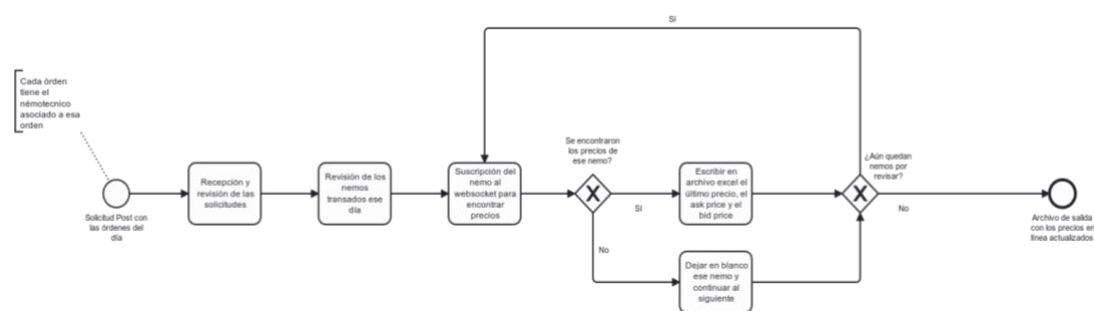 Sí
Cada órden
tiene el
némotecnico
asociado a esa
orden
Solicitud Post con
las órdenes del
día
Recepción y
revisión de las
solicitudes
Revisión de los
nemos
transados ese
día
Suscripción del
nemo al
websocket para
encontrar
precios
Se encontraron
los precios de
ese nemo?
Sí
No
Escribir en
archivo excel el
último precio, el
ask price y el
bid price
Dejar en blanco
ese nemo y
continuar al
siguiente
¿Aún quedan
nemos por
revisar?
No
Archivo de salida
con los precios en
línea actualizados